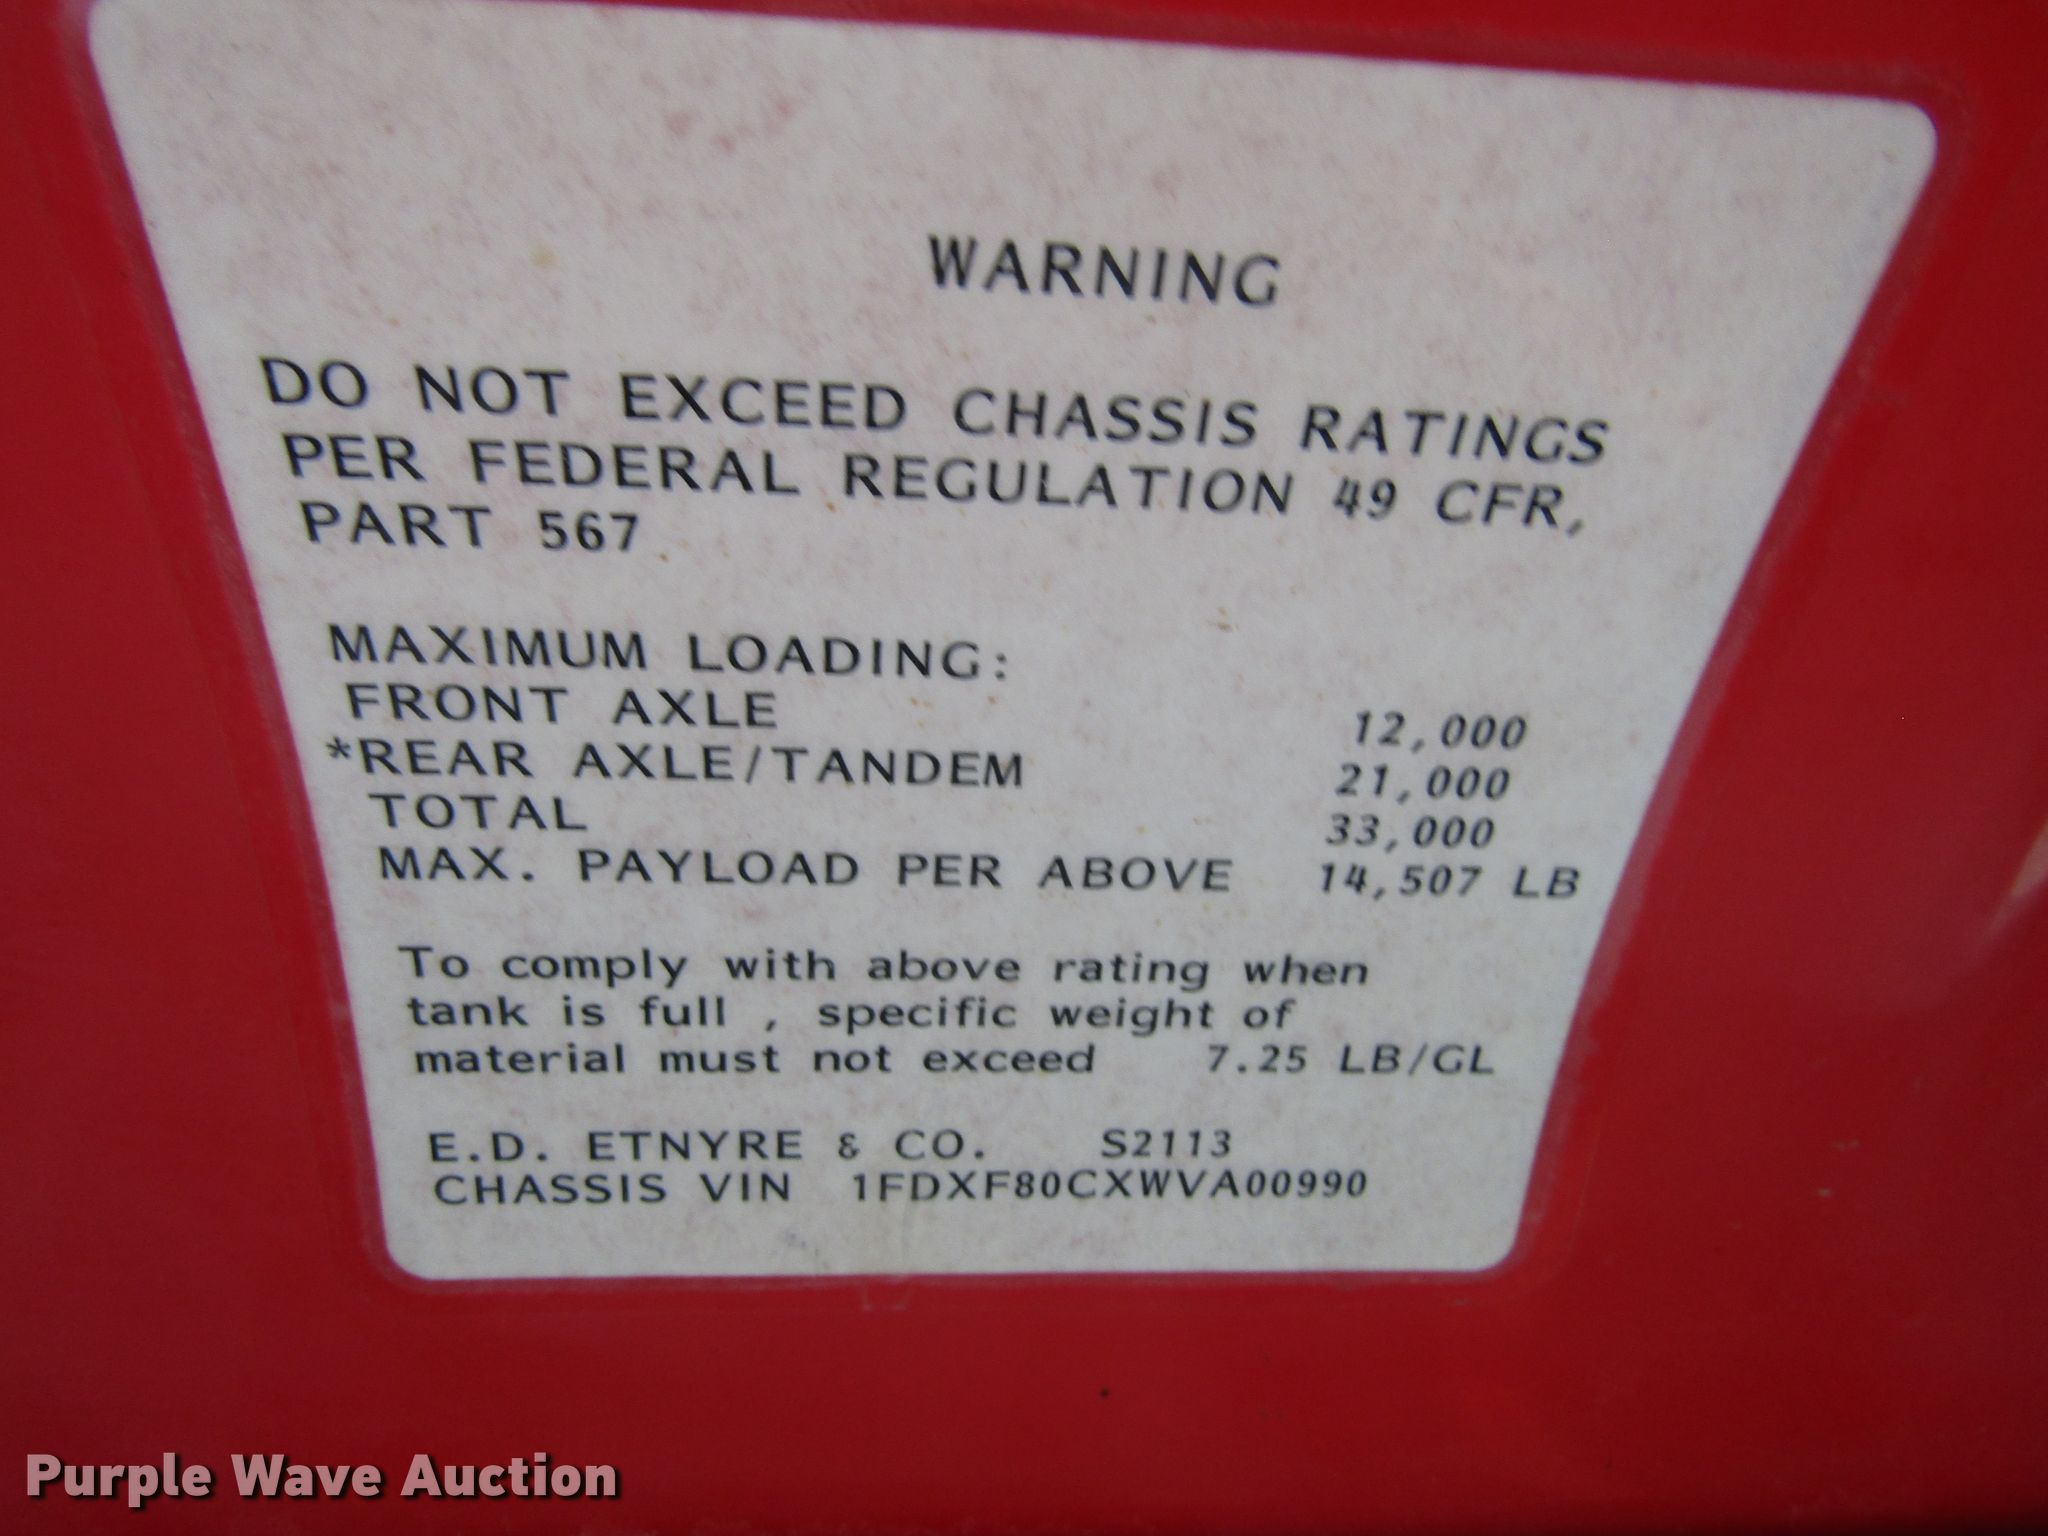 WARNING
DO NOT EXCEED CHASSIS RATINGS
PER FEDERAL REGULATION 49 CFR,
PART 567
MAXIMUM LOADING:
FRONT AXLE 12,000
*REAR AXLE/TANDEM 21,000
TOTAL 33,000
MAX. PAYLOAD PER ABOVE 14,507 LB
To comply with above rating when
tank is full , specific weight of
material must not exceed 7.25 LB/GL
E.D. ETNYRE & CO. S2113
CHASSIS VIN 1FDXF80CXWVA00990
Purple Wave Auction